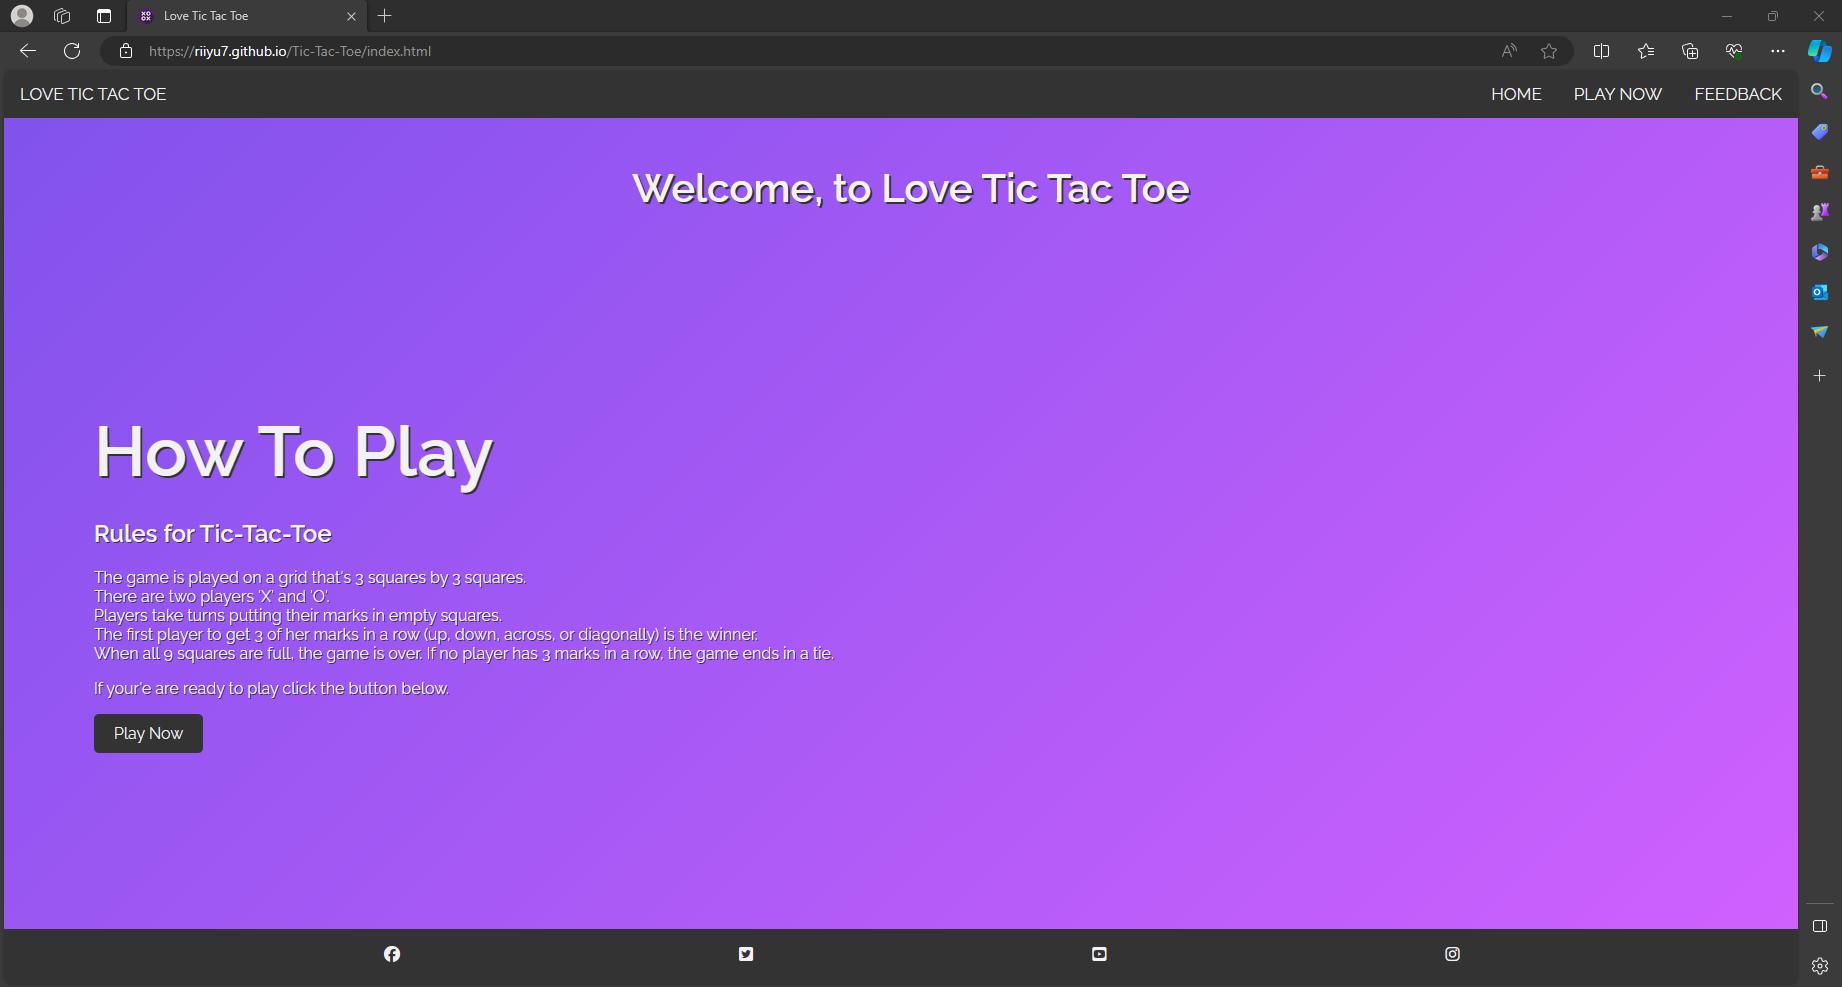 Love Tic Tac Toe
https://riiyu7.github.io/Tic-Tac-Toe/index.html
LOVE TIC TAC TOE
HOME
PLAY NOW
FEEDBACK
Welcome, to Love Tic Tac Toe
How To Play
Rules for Tic-Tac-Toe
The game is played on a grid that's 3 squares by 3 squares.
There are two players 'X' and 'O'.
Players take turns putting their marks in empty squares.
The first player to get 3 of her marks in a row (up, down, across, or diagonally) is the winner.
When all 9 squares are full, the game is over. If no player has 3 marks in a row, the game ends in a tie.
If your'e are ready to play click the button below.
Play Now